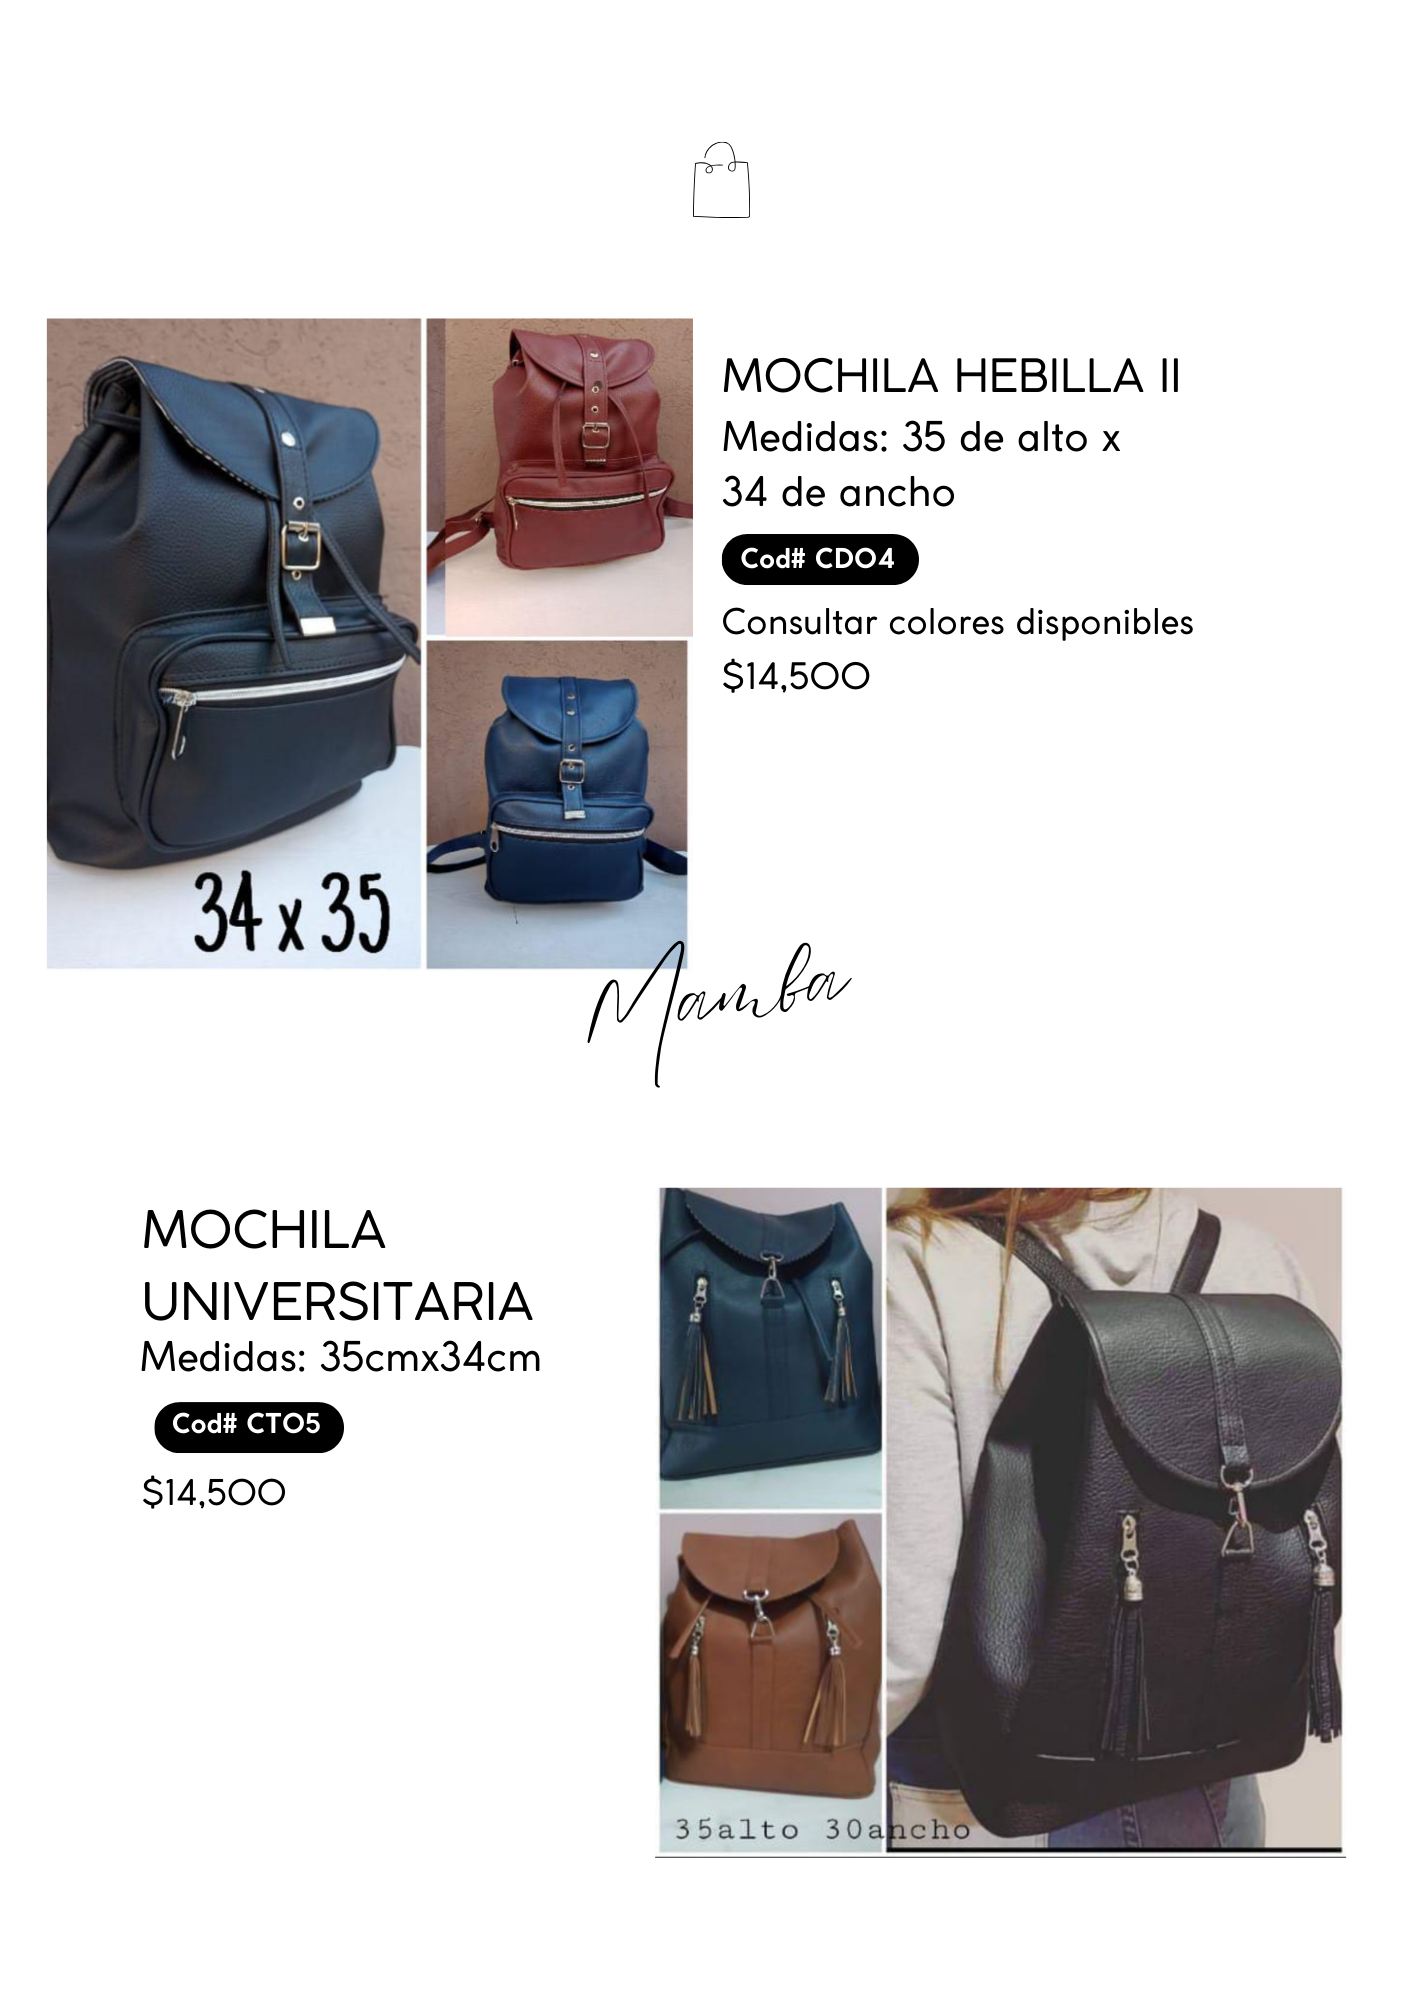 MOCHILA HEBILLA II
Medidas: 35 de alto x
34 de ancho
Cod# CD04
Consultar colores disponibles
$14,500
34 x 35
Mamba
MOCHILA
UNIVERSITARIA
Medidas: 35cmx34cm
Cod# CT05
$14,500
35alto 30ancho